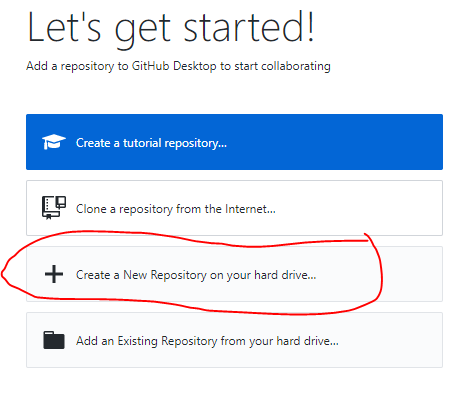 Let's get started!
Add a repository to GitHub Desktop to start collaborating
Create a tutorial repository...
Clone a repository from the Internet...
Create a New Repository on your hard drive...
Add an Existing Repository from your hard drive...